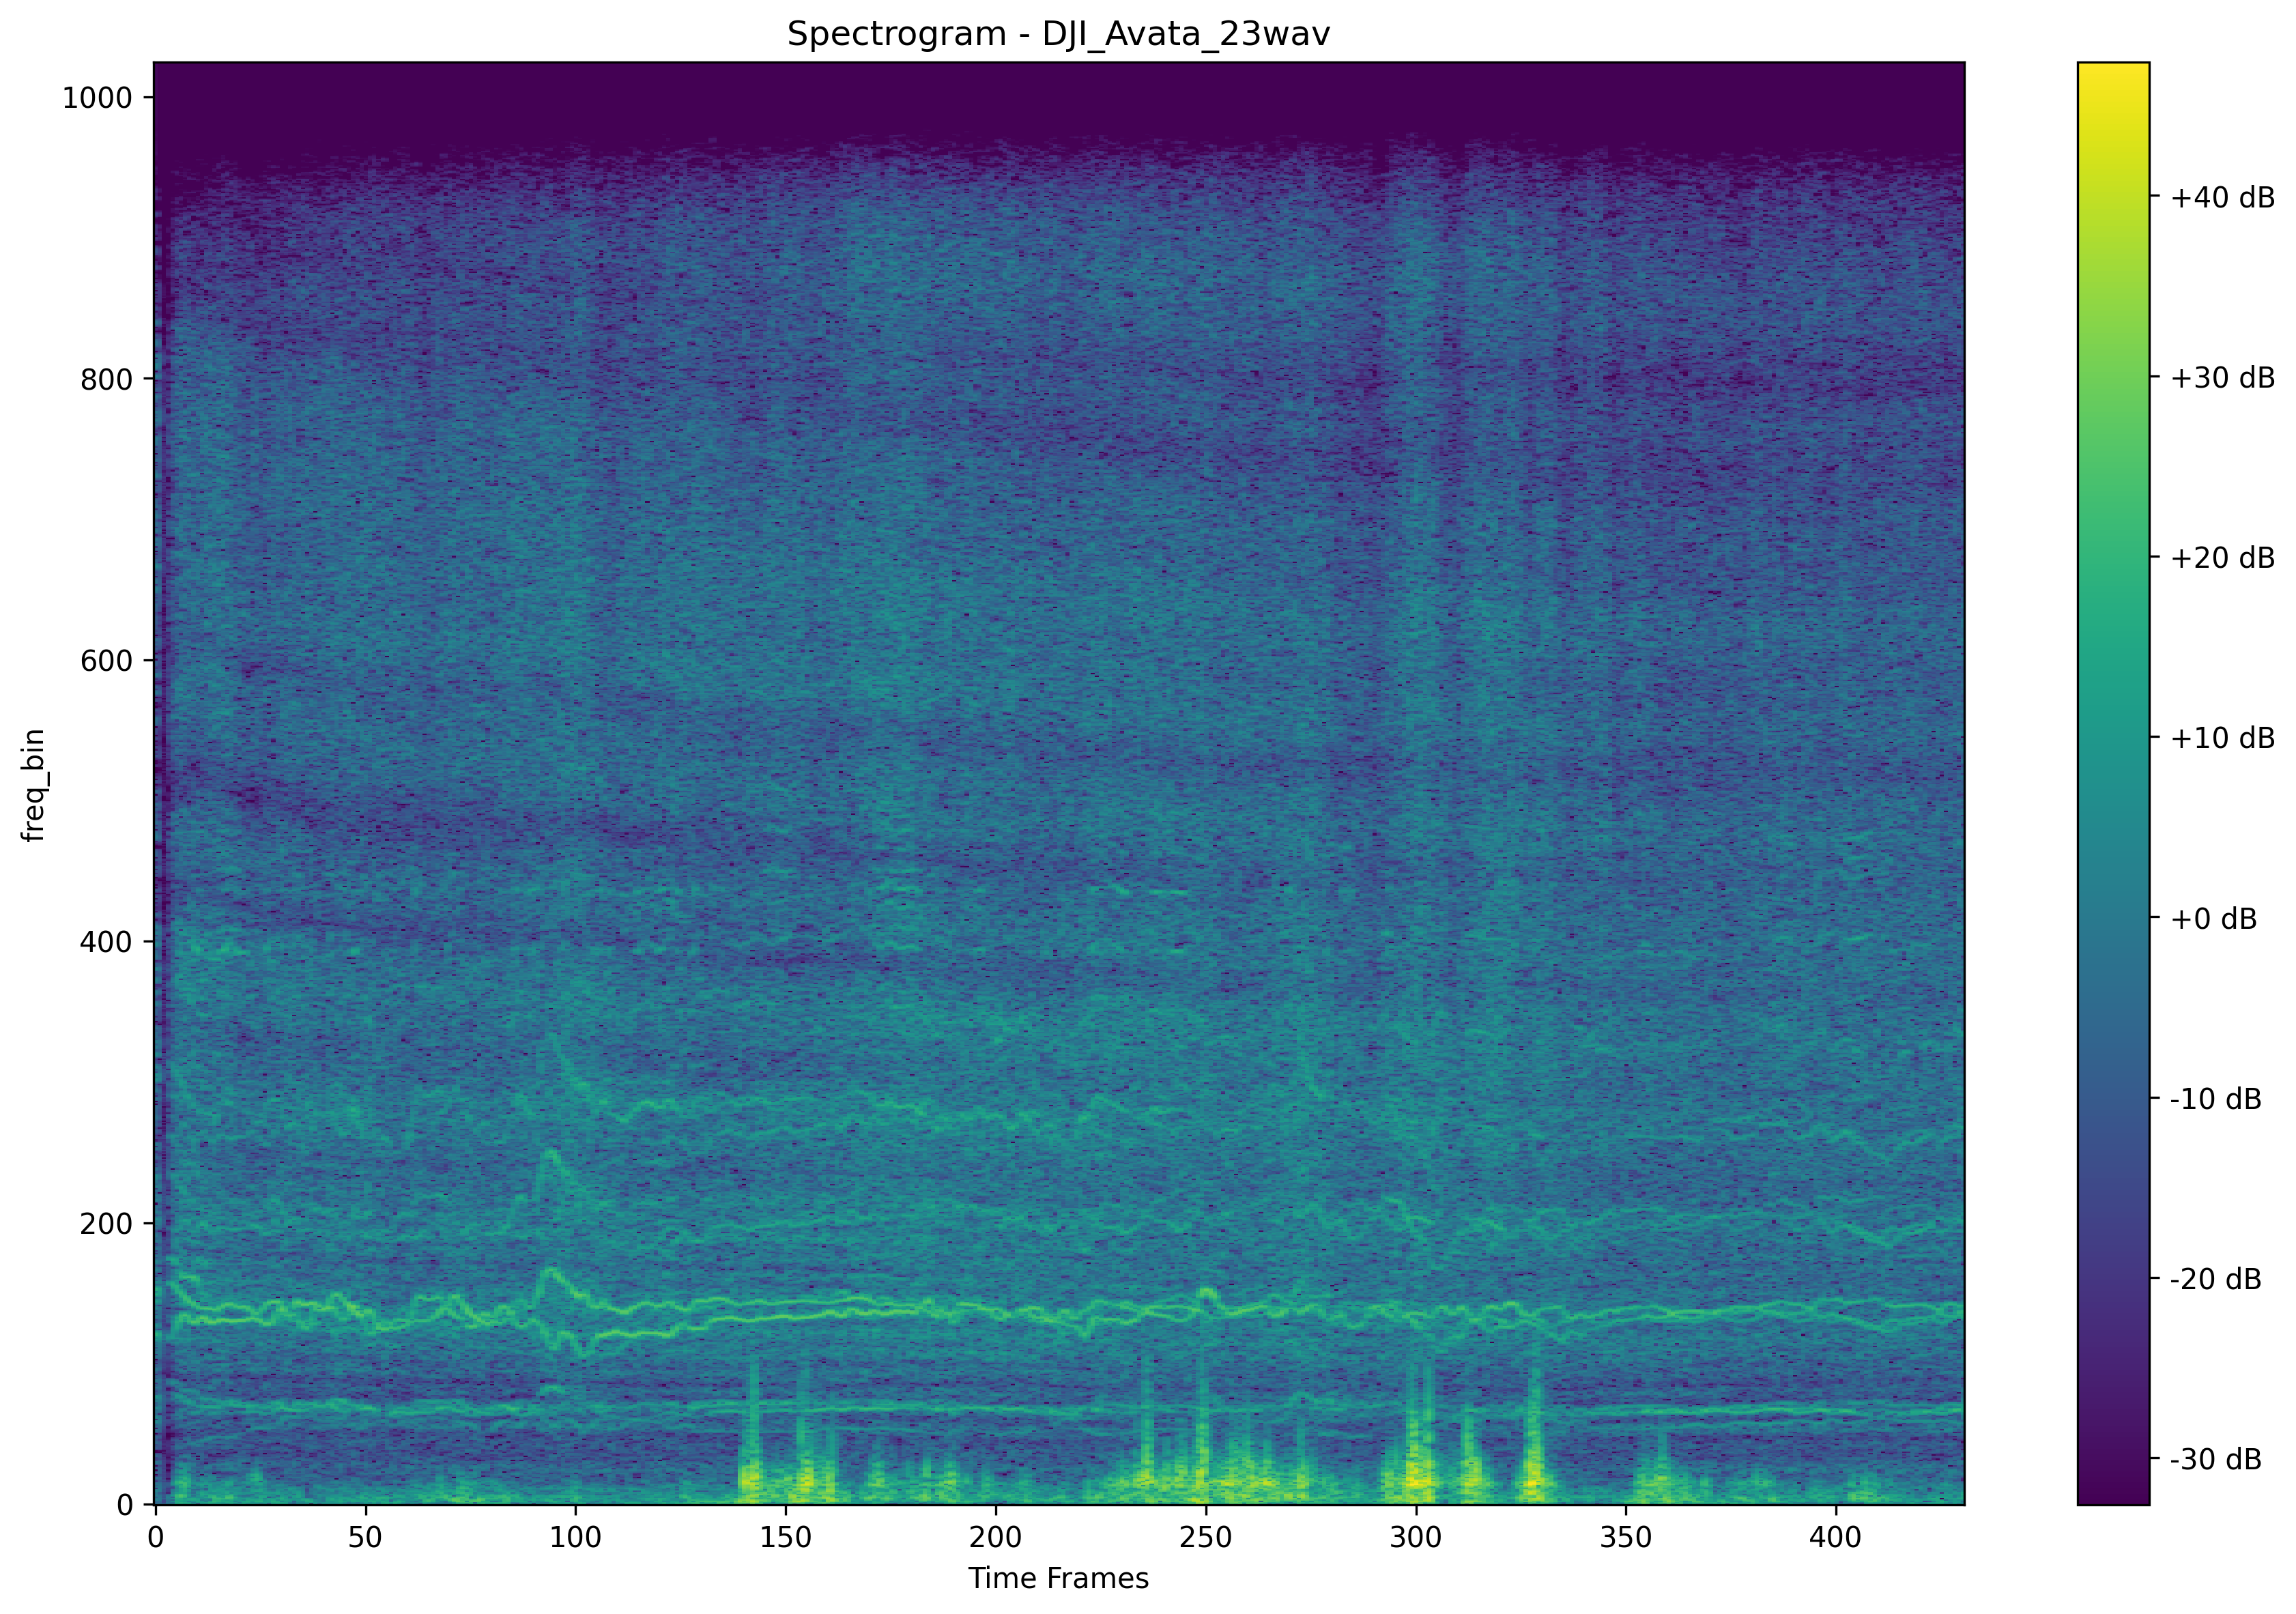 Spectrogram - DJI_Avata_23wav
1000
800
600
400
200
0
freq_bin
0 50 100 150 200 250 300 350 400
Time Frames
+40 dB
+30 dB
+20 dB
+10 dB
+0 dB
-10 dB
-20 dB
-30 dB